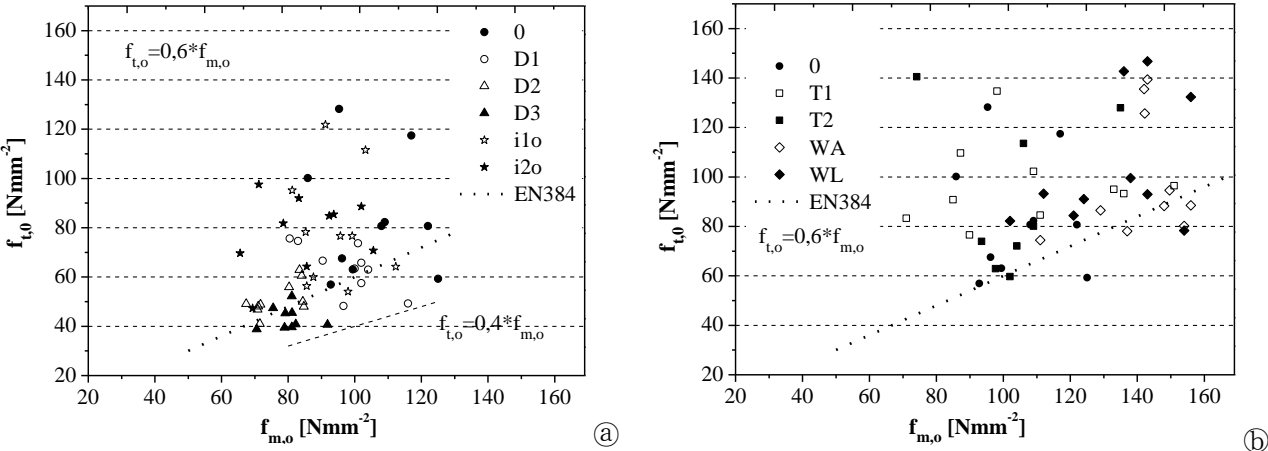 160
140
120
100
80
60
40
20
20 40 60 80 100 120 140 160
f_t,0 [Nmm^-2]
f_m,o [Nmm^-2]
f_t,o=0,6*f_m,o
0
D1
D2
D3
i1o
i2o
EN384
f_t,o=0,4*f_m,o
ⓐ
160
140
120
100
80
60
40
20
20 40 60 80 100 120 140 160
f_t,0 [Nmm^-2]
f_m,o [Nmm^-2]
0
T1
T2
WA
WL
EN384
f_t,o=0,6*f_m,o
ⓑ